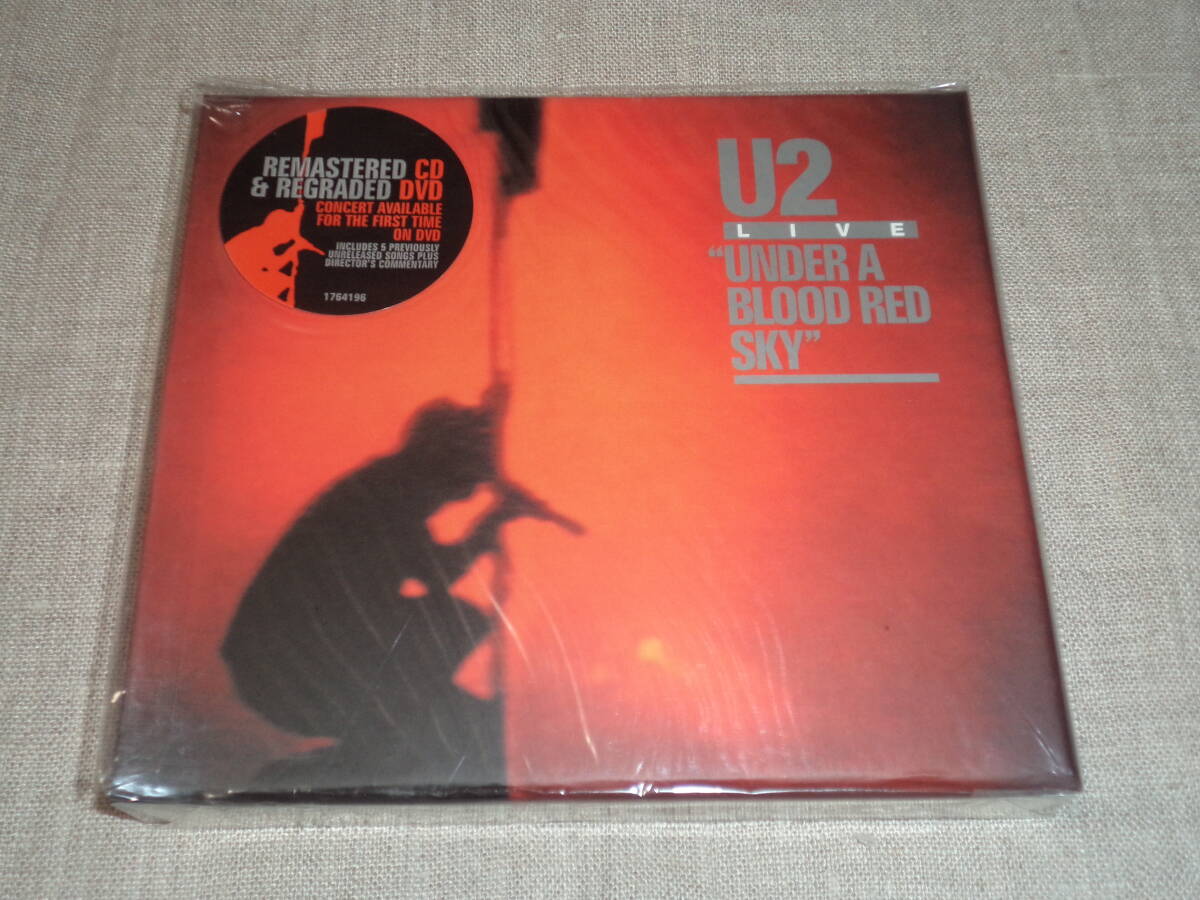 REMASTERED CD
& REGRADED DVD
CONCERT AVAILABLE
FOR THE FIRST TIME
ON DVD
INCLUDES 5 PREVIOUSLY
UNRELEASED SONGS PLUS
DIRECTOR'S COMMENTARY
1764196
U2
LIVE
“UNDER A
BLOOD RED
SKY”